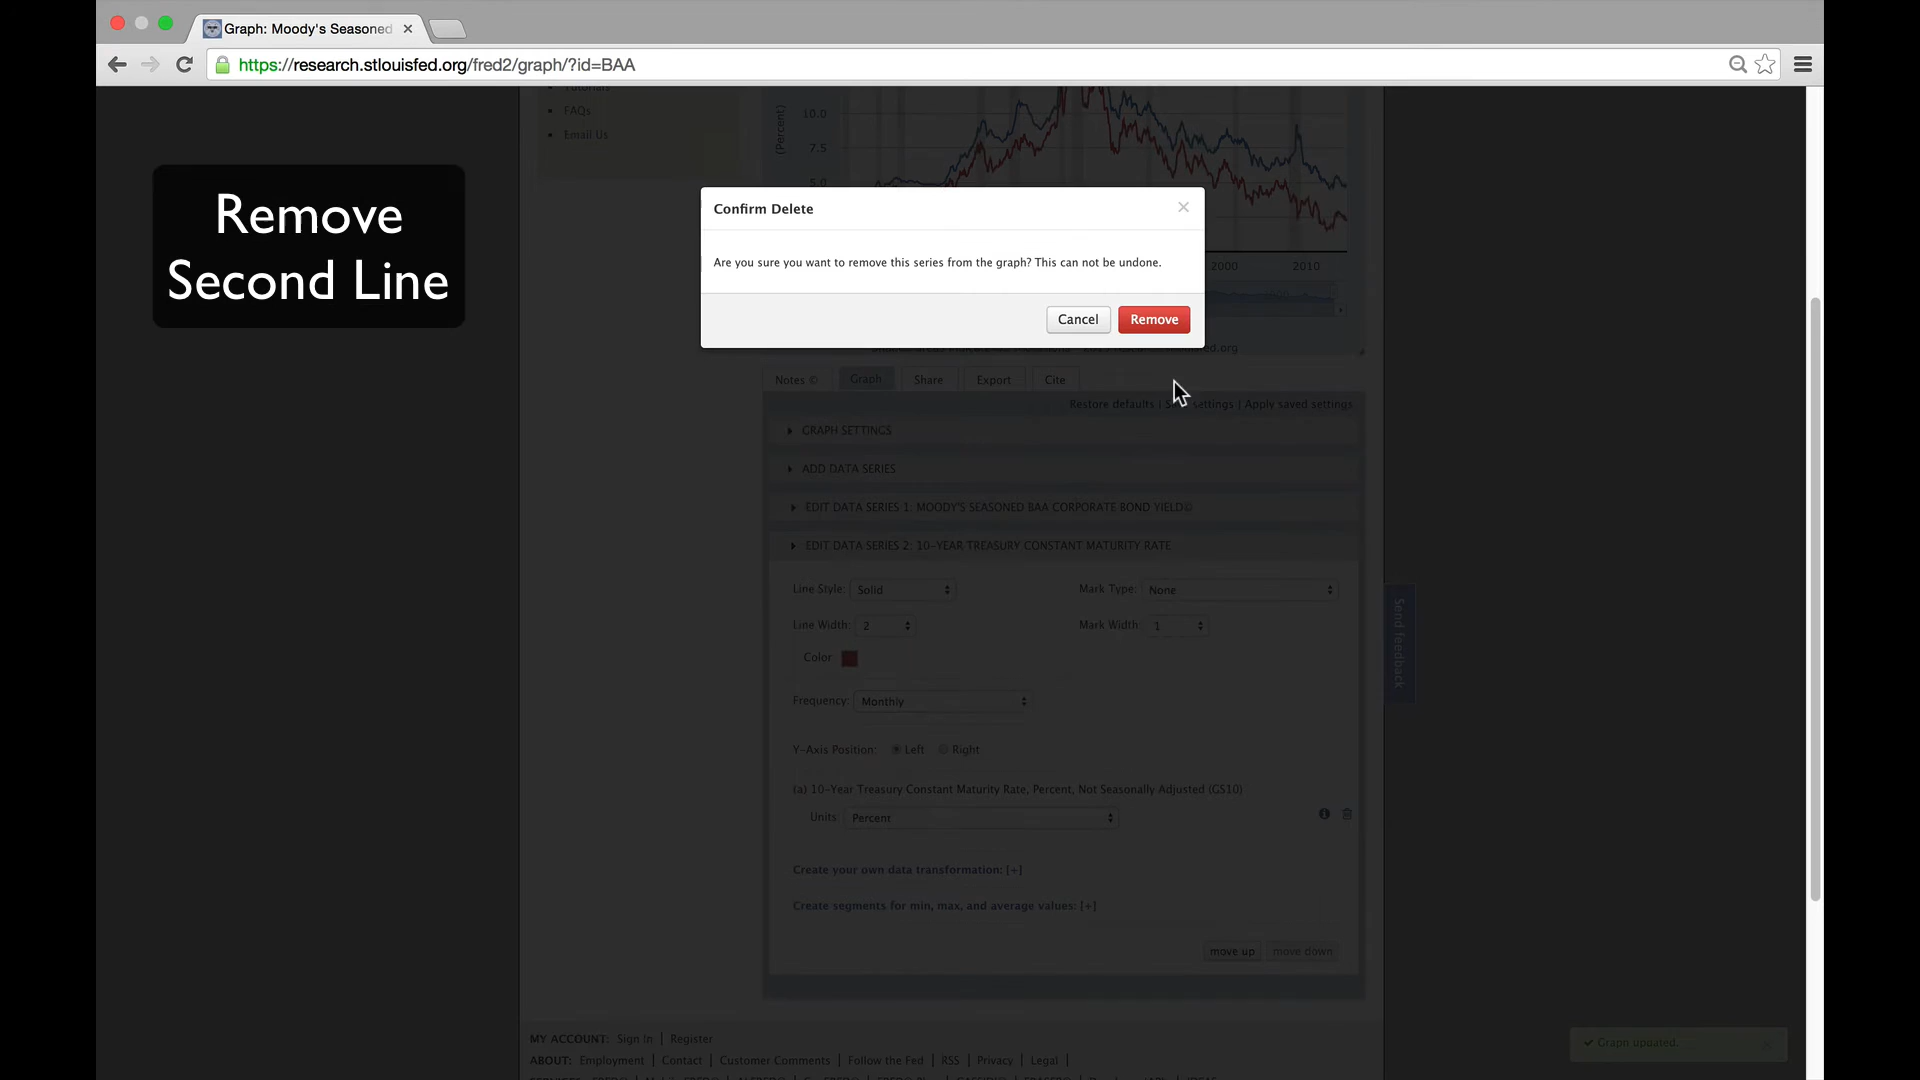 Graph: Moody's Seasoned
https://research.stlouisfed.org/fred2/graph/?id=BAA
Tutorials
FAQs
Email Us
(Percent)
10.0
7.5
5.0
2000 2010
Remove
Second Line
Confirm Delete
Are you sure you want to remove this series from the graph? This can not be undone.
Cancel Remove
Notes © Graph Share Export Cite
Restore defaults | settings | Apply saved settings
GRAPH SETTINGS
ADD DATA SERIES
EDIT DATA SERIES 1: MOODY'S SEASONED BAA CORPORATE BOND YIELD©
EDIT DATA SERIES 2: 10-YEAR TREASURY CONSTANT MATURITY RATE
Line Style: Solid Mark Type: None
Line Width: 2 Mark Width: 1
Color
Frequency: Monthly
Y-Axis Position: Left Right
(a) 10-Year Treasury Constant Maturity Rate, Percent, Not Seasonally Adjusted (GS10)
Units Percent
Create your own data transformation: [+]
Create segments for min, max, and average values: [+]
move up move down
Send feedback
MY ACCOUNT: Sign In | Register
ABOUT: Employment | Contact | Customer Comments | Follow the Fed | RSS | Privacy | Legal |
Graph updated.